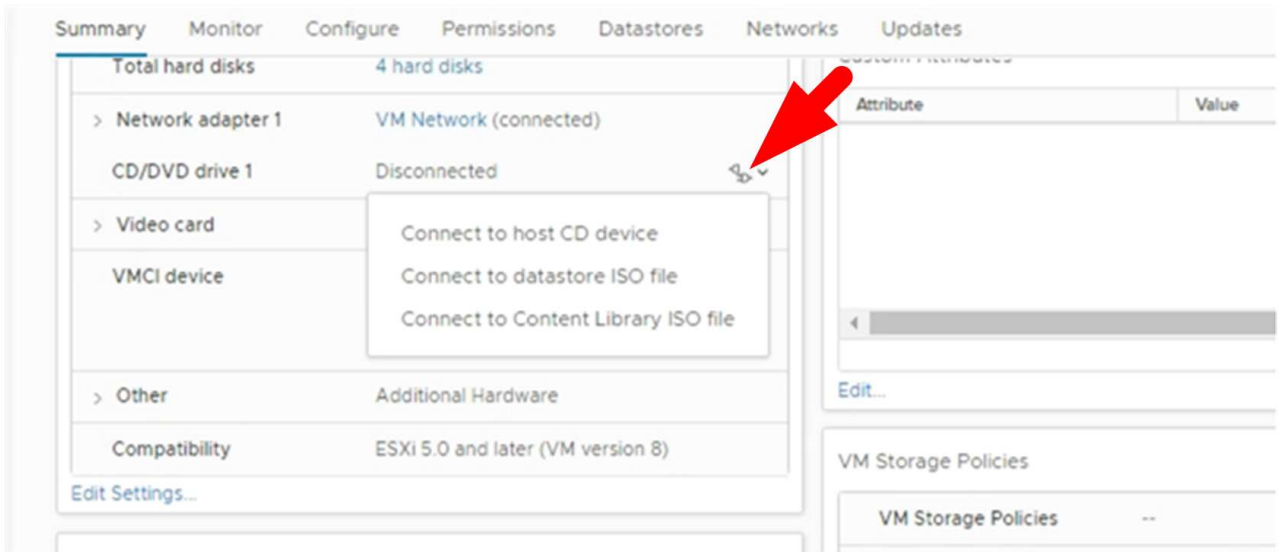 Summary Monitor Configure Permissions Datastores Networks Updates
Total hard disks 4 hard disks
> Network adapter 1 VM Network (connected)
CD/DVD drive 1 Disconnected
> Video card
Connect to host CD device
VMCI device Connect to datastore ISO file
Connect to Content Library ISO file
> Other Additional Hardware
Compatibility ESXi 5.0 and later (VM version 8)
Edit Settings...
Custom Attributes
Attribute Value
Edit...
VM Storage Policies
VM Storage Policies --